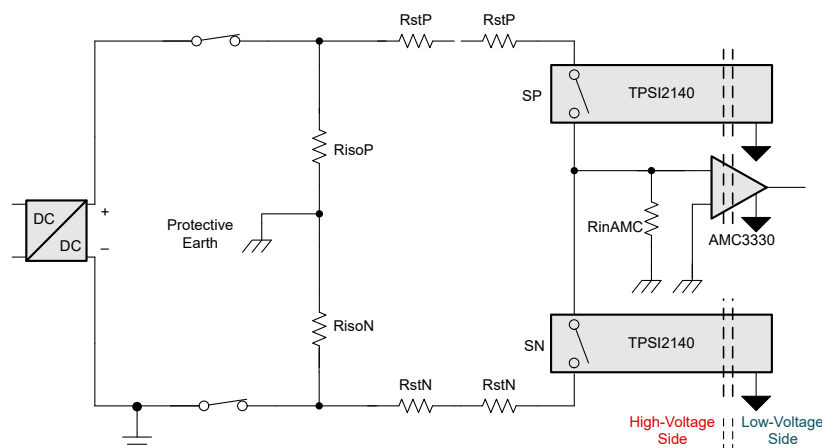 RstP
RstP
SP
TPSI2140
RisoP
DC
DC
+
–
Protective
Earth
RinAMC
AMC3330
RisoN
SN
TPSI2140
RstN
RstN
High-Voltage
Side
Low-Voltage
Side